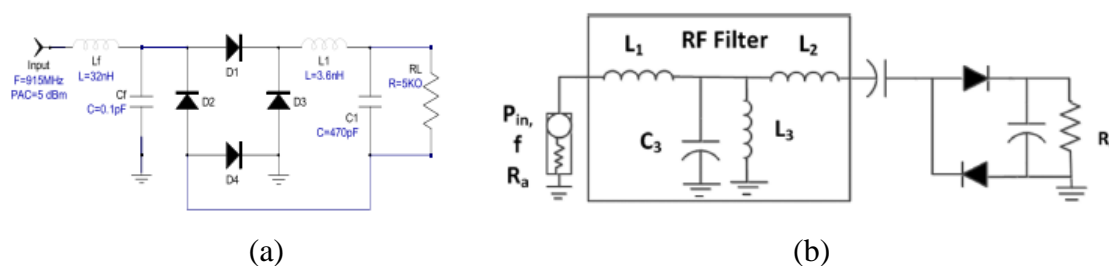 Input
F=915MHz
PAC=5 dBm
Lf
L=32nH
Cf
C=0.1pF
D1
D2
D3
D4
L1
L=3.6nH
C1
C=470pF
RL
R=5KO
(a)
RF Filter
L₁
L₂
L₃
C₃
Pin,
f
Rₐ
R
(b)